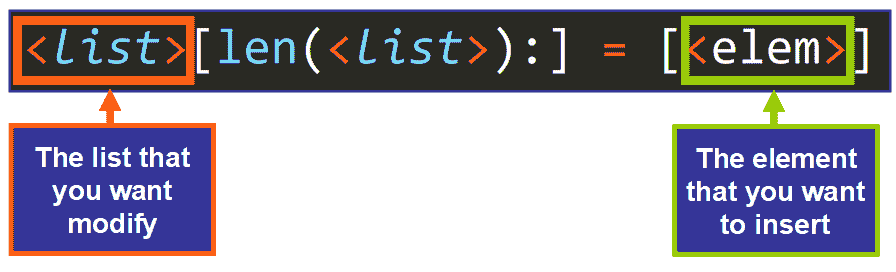 <list>[len(<list>):] = [<elem>]
The list that
you want
modify
The element
that you want
to insert